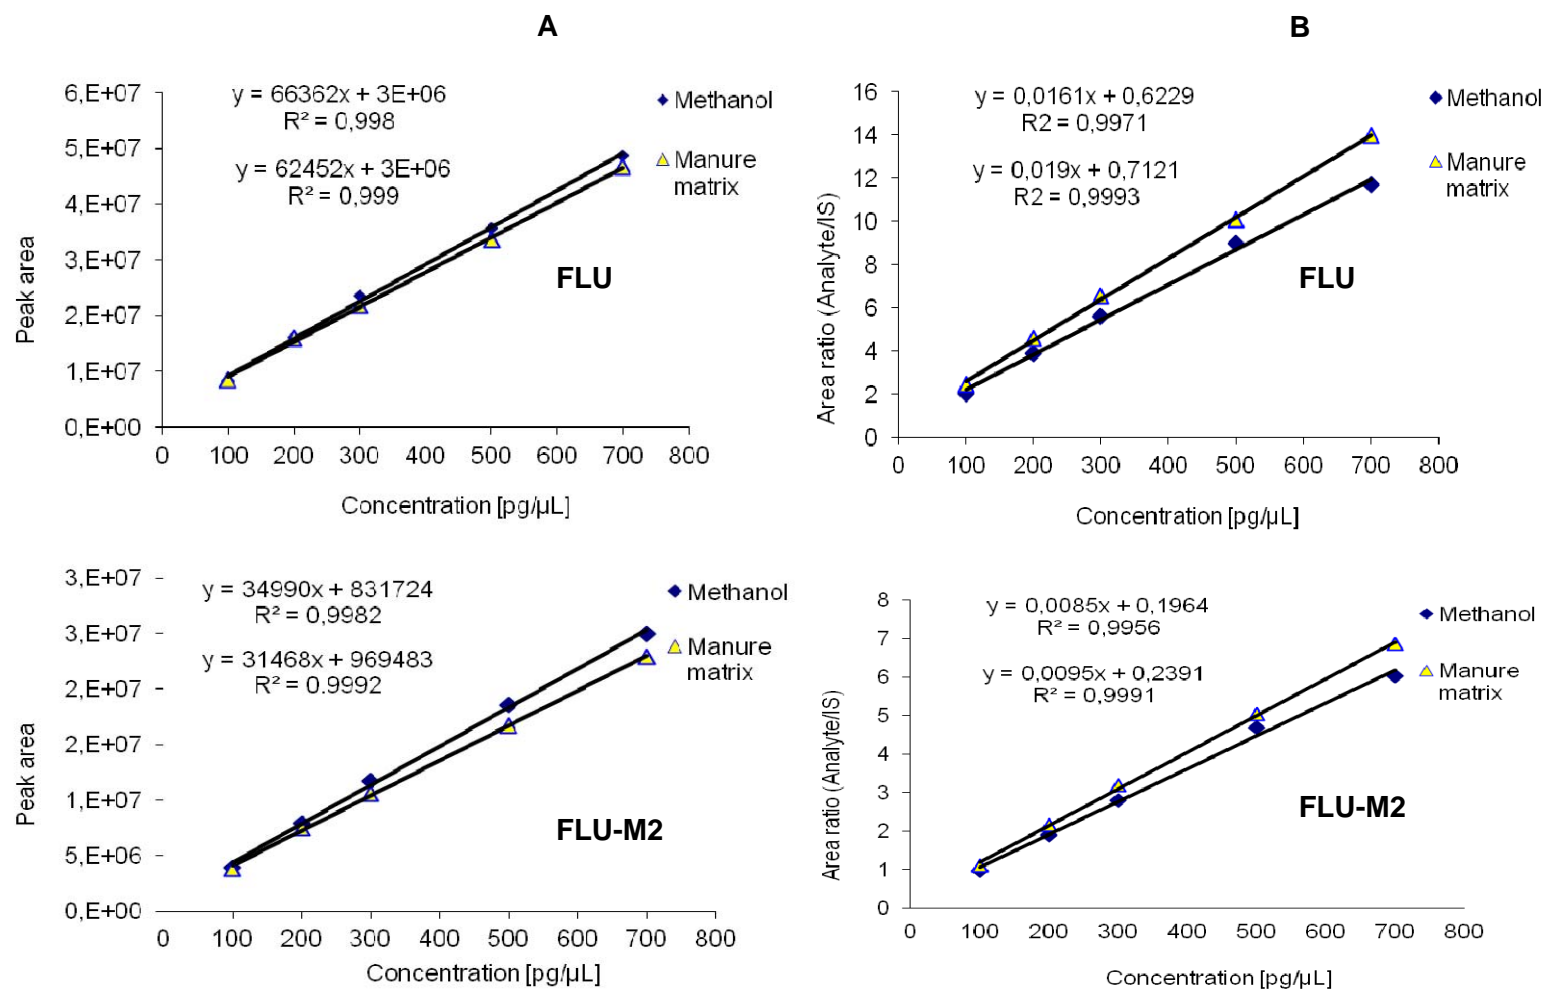 A
B
y = 66362x + 3E+06
R² = 0,998
y = 62452x + 3E+06
R² = 0,999
Methanol
Manure
matrix
6,E+07
5,E+07
4,E+07
3,E+07
2,E+07
1,E+07
0,E+00
Peak area
FLU
0 100 200 300 400 500 600 700 800
Concentration [pg/µL]
y = 0,0161x + 0,6229
R2 = 0,9971
y = 0,019x + 0,7121
R2 = 0,9993
Methanol
Manure
matrix
16
14
12
10
8
6
4
2
0
Area ratio (Analyte/IS)
FLU
0 100 200 300 400 500 600 700 800
Concentration [pg/µL]
y = 34990x + 831724
R² = 0,9982
y = 31468x + 969483
R² = 0.9992
Methanol
Manure
matrix
3,E+07
3,E+07
2,E+07
2,E+07
1,E+07
5,E+06
0,E+00
Peak area
FLU-M2
0 100 200 300 400 500 600 700 800
Concentration [pg/µL]
y = 0,0085x + 0,1964
R² = 0,9956
y = 0,0095x + 0,2391
R² = 0,9991
Methanol
Manure
matrix
8
7
6
5
4
3
2
1
0
Area ratio (Analyte/IS)
FLU-M2
0 100 200 300 400 500 600 700 800
Concentration [pg/µL]